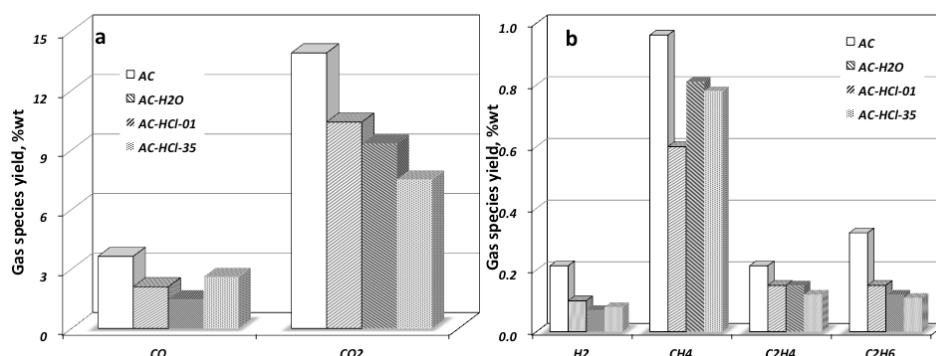 a
Gas species yield, %wt
15
12
9
6
3
0
AC
AC-H2O
AC-HCl-01
AC-HCl-35
CO
CO2
b
Gas species yield, %wt
1.0
0.8
0.6
0.4
0.2
0.0
AC
AC-H2O
AC-HCl-01
AC-HCl-35
H2
CH4
C2H4
C2H6